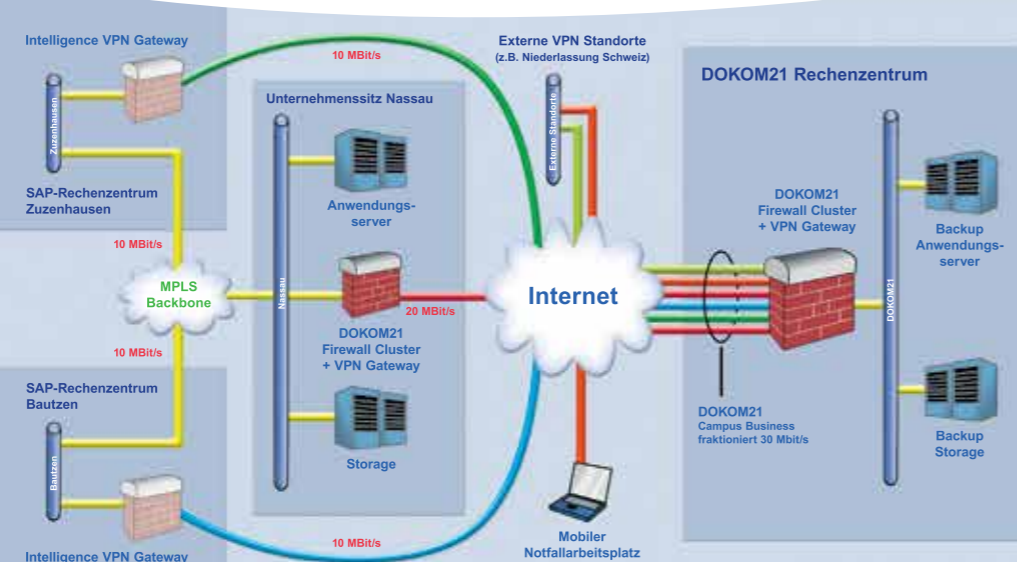 Intelligence VPN Gateway
Zuzenhausen
SAP-Rechenzentrum
Zuzenhausen
10 MBit/s
10 MBit/s
MPLS
Backbone
10 MBit/s
SAP-Rechenzentrum
Bautzen
Bautzen
Intelligence VPN Gateway
10 MBit/s
Unternehmenssitz Nassau
Nassau
Anwendungs-
server
20 MBit/s
DOKOM21
Firewall Cluster
+ VPN Gateway
Storage
Externe VPN Standorte
(z.B. Niederlassung Schweiz)
Externe Standorte
Internet
Mobiler
Notfallarbeitsplatz
DOKOM21 Rechenzentrum
DOKOM21
Firewall Cluster
+ VPN Gateway
DOKOM21
Campus Business
fraktioniert 30 Mbit/s
DOKOM21
Backup
Anwendungs-
server
Backup
Storage